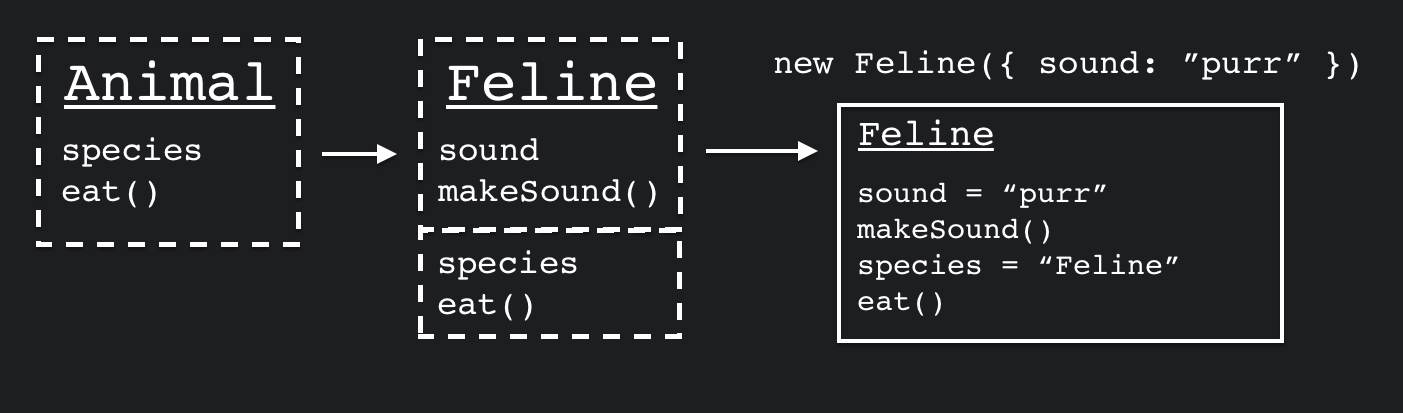 Animal
species
eat()
Feline
sound
makeSound()
species
eat()
new Feline({ sound: ”purr” })
Feline
sound = “purr”
makeSound()
species = “Feline”
eat()